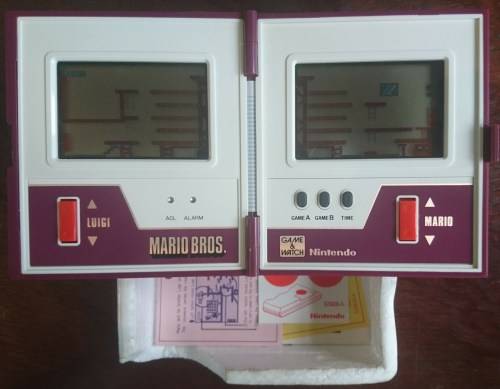 LUIGI
ACL ALARM
MARIO BROS.
GAME A GAME B TIME
MARIO
GAME
&
WATCH
Nintendo
Nintendo